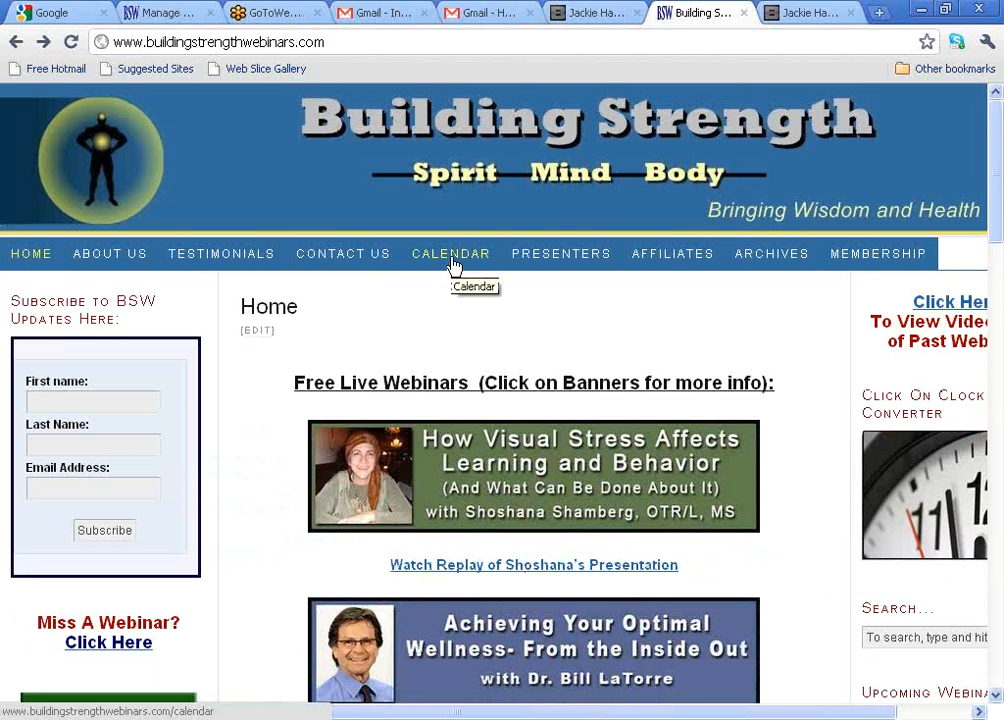 Google
BSW Manage ...
GoToWe...
Gmail - In...
Gmail - H...
Jackie Ha...
BSW Building S...
Jackie Ha...
www.buildingstrengthwebinars.com
Free Hotmail
Suggested Sites
Web Slice Gallery
Other bookmarks
Building Strength
Spirit Mind Body
Bringing Wisdom and Health
HOME ABOUT US TESTIMONIALS CONTACT US CALENDAR PRESENTERS AFFILIATES ARCHIVES MEMBERSHIP
Calendar
Subscribe to BSW
Updates Here:
First name:
Last Name:
Email Address:
Subscribe
Miss A Webinar?
Click Here
Home
[EDIT]
Free Live Webinars (Click on Banners for more info):
How Visual Stress Affects
Learning and Behavior
(And What Can Be Done About It)
with Shoshana Shamberg, OTR/L, MS
Watch Replay of Shoshana's Presentation
Achieving Your Optimal
Wellness- From the Inside Out
with Dr. Bill LaTorre
Click Her
To View Vide
of Past Web
Click On Clock
Converter
Search...
To search, type and hit
Upcoming Webina
www.buildingstrengthwebinars.com/calendar